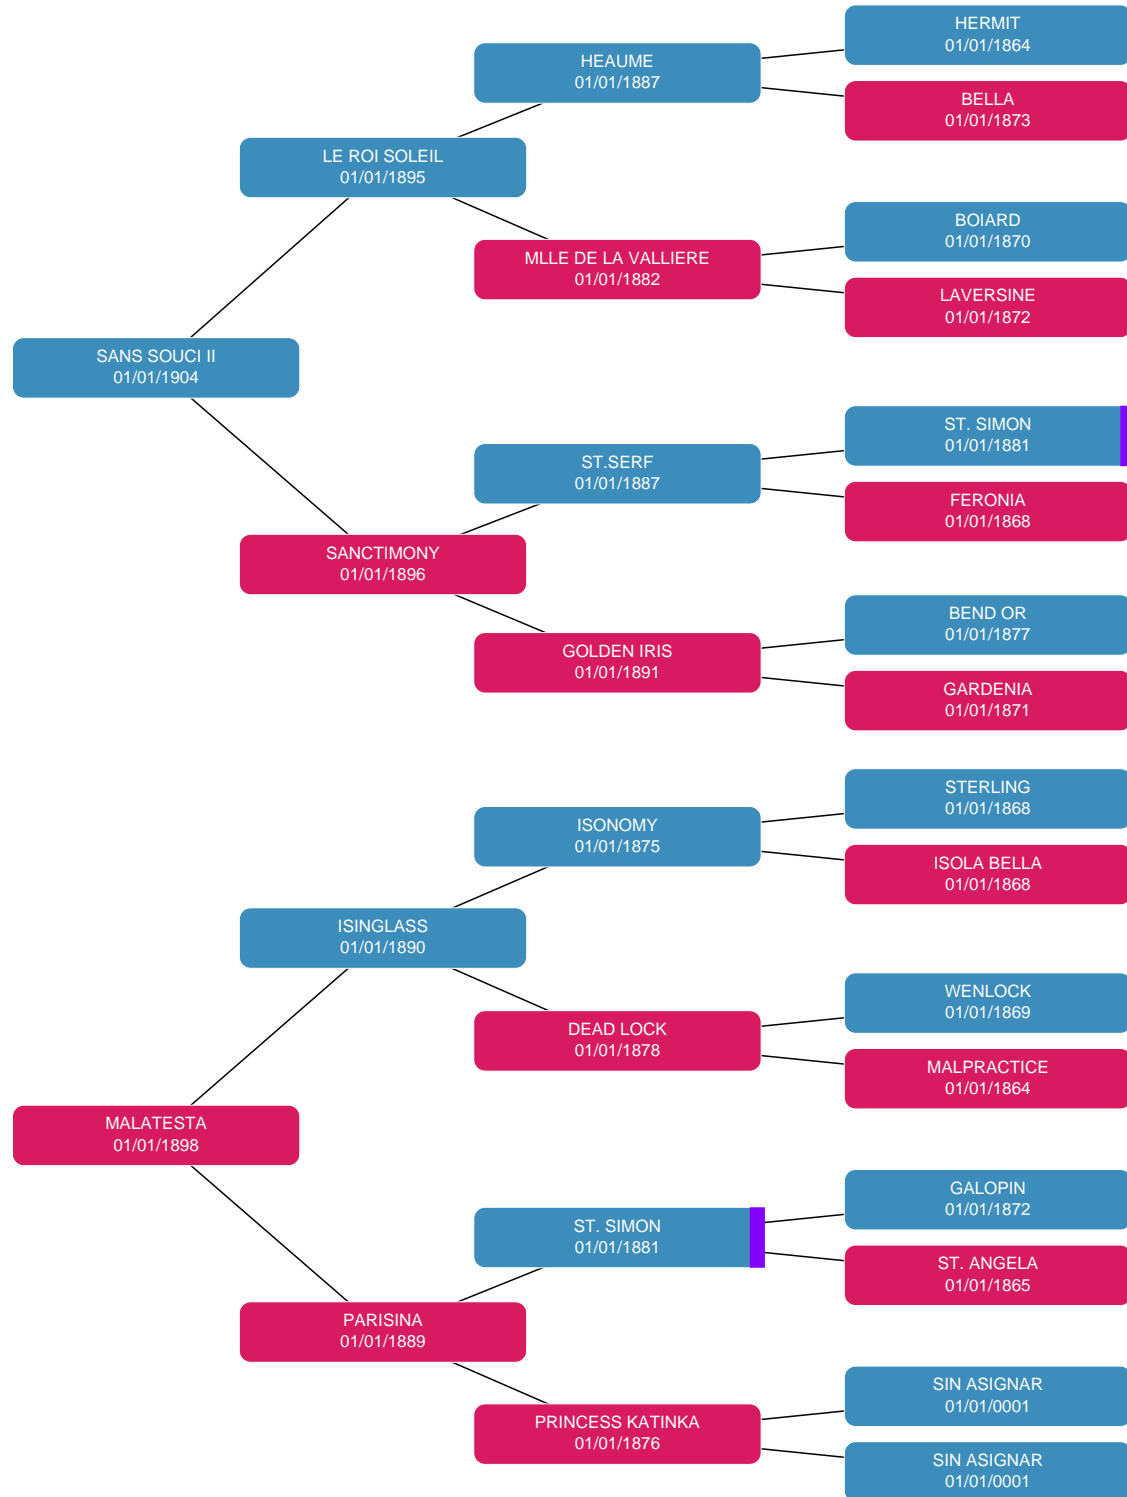 HERMIT
01/01/1864
HEAUME
01/01/1887
BELLA
01/01/1873
LE ROI SOLEIL
01/01/1895
BOIARD
01/01/1870
MLLE DE LA VALLIERE
01/01/1882
LAVERSINE
01/01/1872
SANS SOUCI II
01/01/1904
ST. SIMON
01/01/1881
ST.SERF
01/01/1887
FERONIA
01/01/1868
SANCTIMONY
01/01/1896
BEND OR
01/01/1877
GOLDEN IRIS
01/01/1891
GARDENIA
01/01/1871
STERLING
01/01/1868
ISONOMY
01/01/1875
ISOLA BELLA
01/01/1868
ISINGLASS
01/01/1890
WENLOCK
01/01/1869
DEAD LOCK
01/01/1878
MALPRACTICE
01/01/1864
MALATESTA
01/01/1898
GALOPIN
01/01/1872
ST. SIMON
01/01/1881
ST. ANGELA
01/01/1865
PARISINA
01/01/1889
SIN ASIGNAR
01/01/0001
PRINCESS KATINKA
01/01/1876
SIN ASIGNAR
01/01/0001